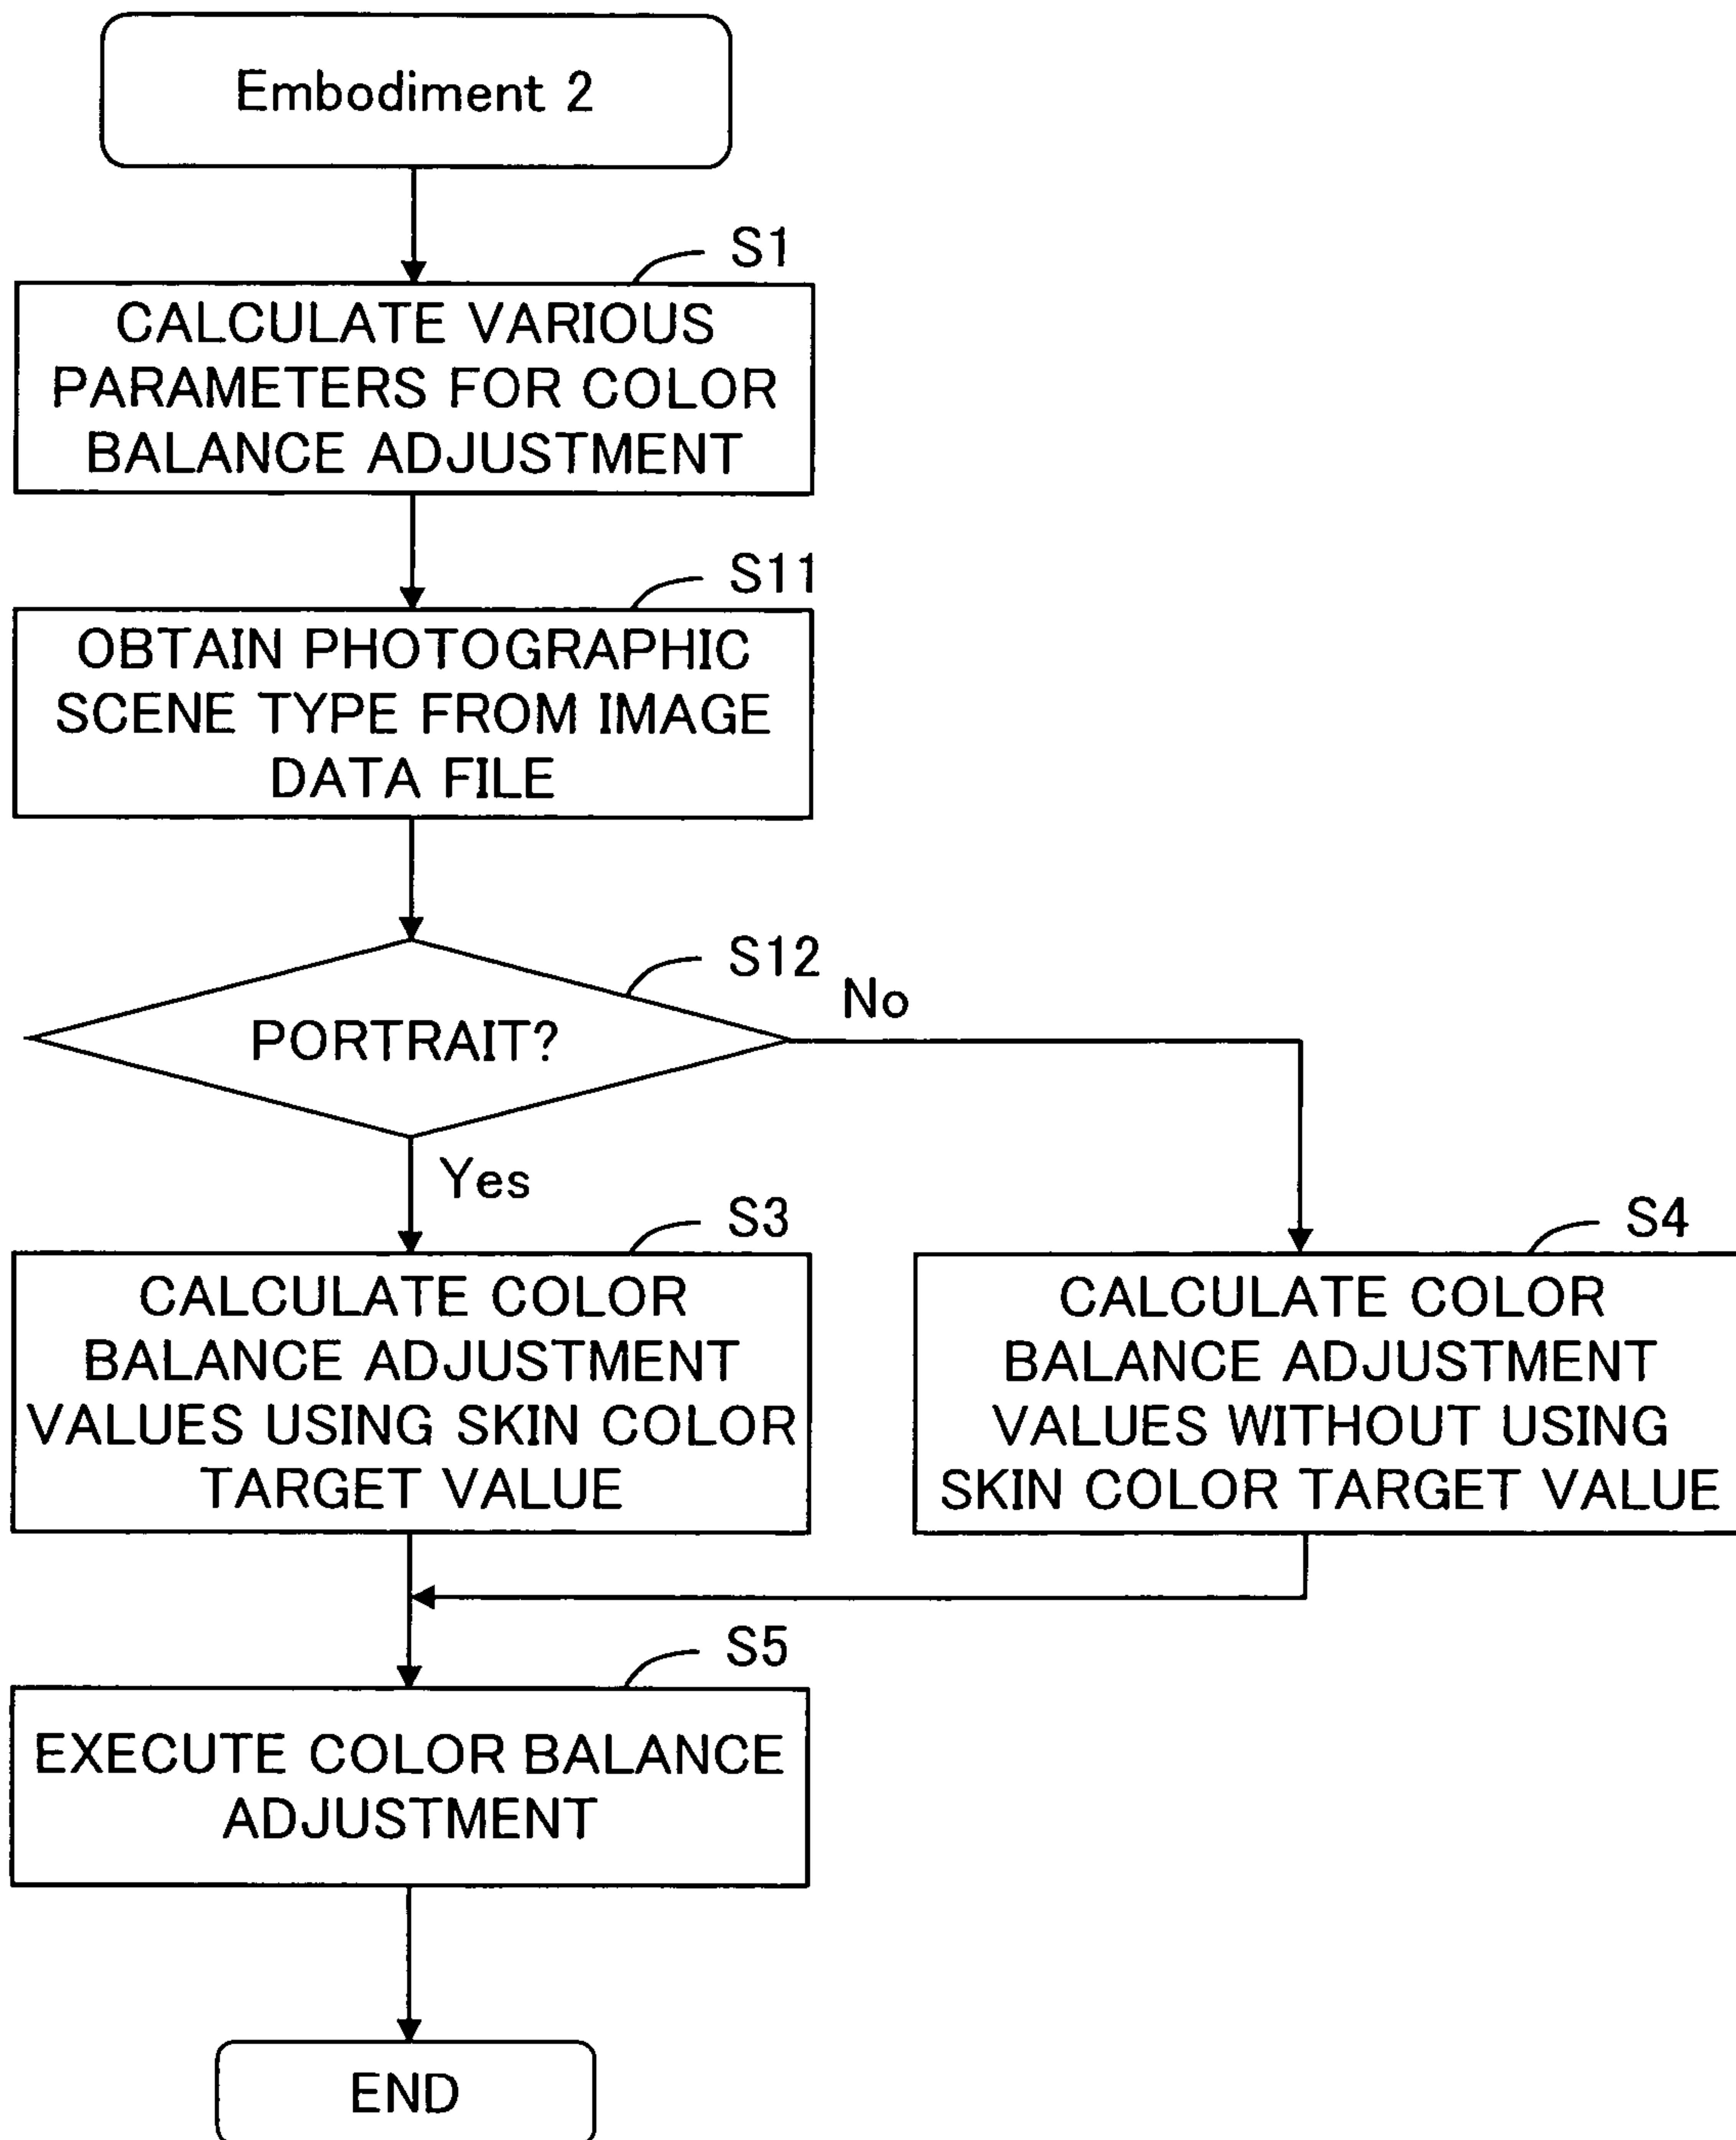 Embodiment 2
S1
CALCULATE VARIOUS
PARAMETERS FOR COLOR
BALANCE ADJUSTMENT
S11
OBTAIN PHOTOGRAPHIC
SCENE TYPE FROM IMAGE
DATA FILE
S12
No
PORTRAIT?
Yes
S3
CALCULATE COLOR
BALANCE ADJUSTMENT
VALUES USING SKIN COLOR
TARGET VALUE
S4
CALCULATE COLOR
BALANCE ADJUSTMENT
VALUES WITHOUT USING
SKIN COLOR TARGET VALUE
S5
EXECUTE COLOR BALANCE
ADJUSTMENT
END